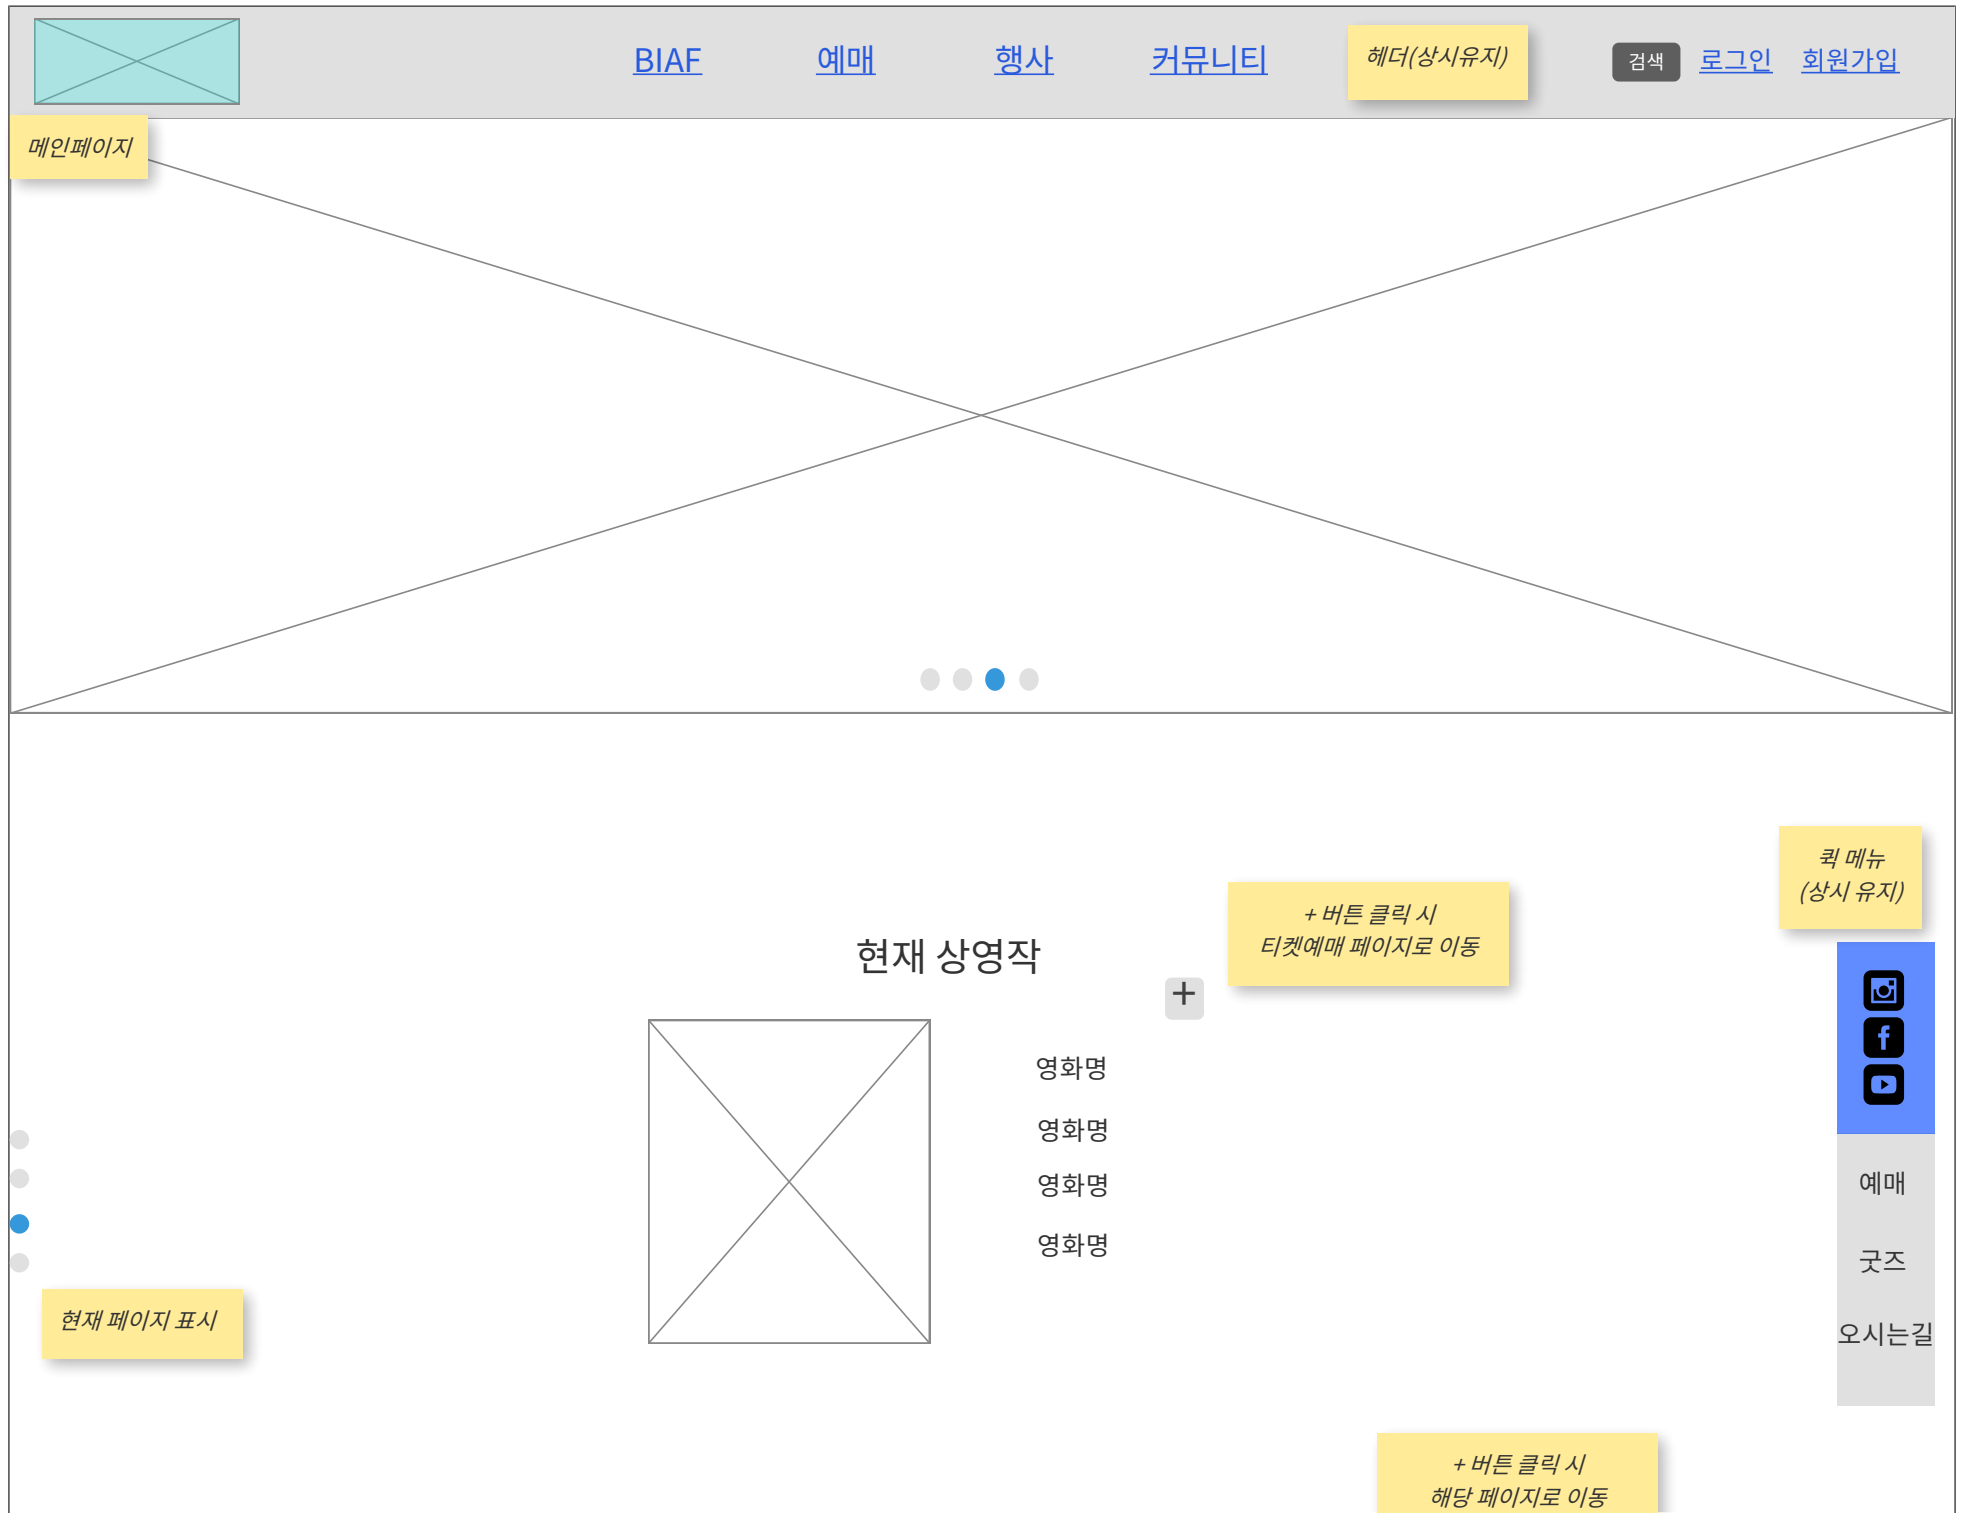 BIAF 예매 행사 커뮤니티 헤더(상시유지) 검색 로그인 회원가입
메인페이지
퀵 메뉴
(상시 유지)
+ 버튼 클릭 시
티켓예매 페이지로 이동
현재 상영작
+
영화명
영화명
영화명
영화명
예매
굿즈
오시는길
현재 페이지 표시
+ 버튼 클릭 시
해당 페이지로 이동